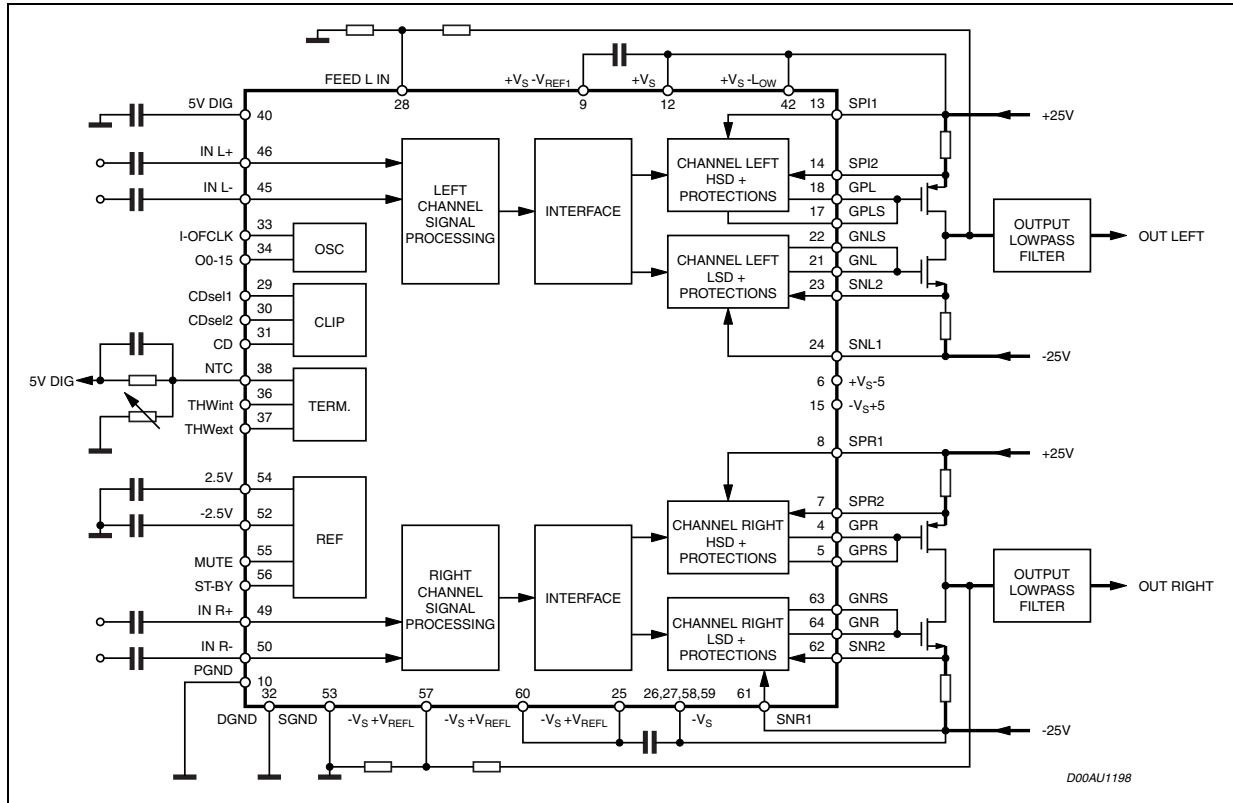 FEED L IN
28
+VS-VREF1
9
+VS
12
+VS-LOW
42
5V DIG
40
IN L+
46
IN L-
45
I-OFCLK
33
O0-15
34
OSC
CDsel1
29
CDsel2
30
CD
31
CLIP
5V DIG
NTC
38
THWint
36
THWext
37
TERM.
2.5V
54
-2.5V
52
MUTE
55
ST-BY
56
REF
IN R+
49
IN R-
50
PGND
10
LEFT
CHANNEL
SIGNAL
PROCESSING
INTERFACE
CHANNEL LEFT
HSD +
PROTECTIONS
CHANNEL LEFT
LSD +
PROTECTIONS
13
SPI1
14
SPI2
18
GPL
17
GPLS
22
GNLS
21
GNL
23
SNL2
24
SNL1
6
+VS-5
15
-VS+5
+25V
-25V
OUTPUT
LOWPASS
FILTER
OUT LEFT
RIGHT
CHANNEL
SIGNAL
PROCESSING
INTERFACE
CHANNEL RIGHT
HSD +
PROTECTIONS
CHANNEL RIGHT
LSD +
PROTECTIONS
8
SPR1
7
SPR2
4
GPR
5
GPRS
63
GNRS
64
GNR
62
SNR2
61
SNR1
+25V
-25V
OUTPUT
LOWPASS
FILTER
OUT RIGHT
32
DGND
53
SGND
57
-VS +VREFL
60
-VS +VREFL
25
-VS +VREFL
26,27,58,59
-VS
D00AU1198